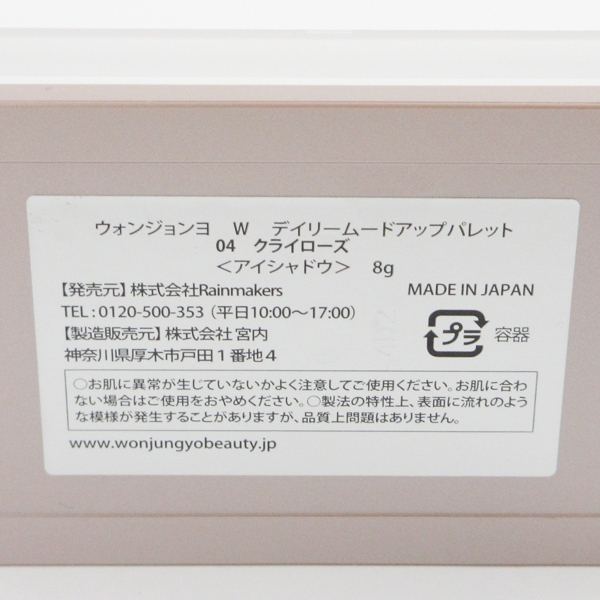 ウォンジョンヨ　W　デイリームードアップパレット
04　クライローズ
＜アイシャドウ＞　8g
【発売元】株式会社Rainmakers
MADE IN JAPAN
TEL : 0120-500-353（平日10:00〜17:00）
【製造販売元】株式会社 宮内
プラ 容器
神奈川県厚木市戸田１番地４
○お肌に異常が生じていないかよく注意してご使用ください。お肌に合わ
ない場合はご使用をおやめください。○製法の特性上、表面に流れのよう
な模様が発生することがありますが、品質上問題はありません。
www.wonjungyobeauty.jp